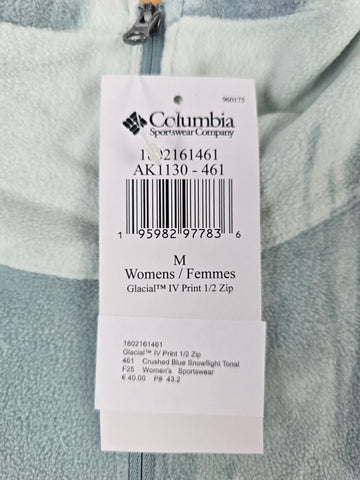 960175
Columbia
Sportswear Company
1802161461
AK1130 - 461
1 95982 97783 6
M
Womens / Femmes
Glacial™ IV Print 1/2 Zip
1802161461
Glacial™ IV Print 1/2 Zip
461 Crushed Blue Snowflight Tonal
F25 Women's Sportswear
€ 40.00 P# 43.2